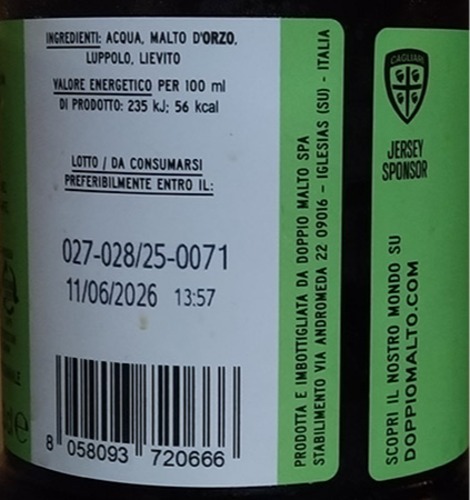 INGREDIENTI: ACQUA, MALTO D'ORZO,
LUPPOLO, LIEVITO
VALORE ENERGETICO PER 100 ml
DI PRODOTTO: 235 kJ; 56 kcal
LOTTO / DA CONSUMARSI
PREFERIBILMENTE ENTRO IL:
027-028/25-0071
11/06/2026 13:57
8 058093 720666
PRODOTTA E IMBOTTIGLIATA DA DOPPIO MALTO SPA
STABILIMENTO VIA ANDROMEDA 22 09016 - IGLESIAS (SU) - ITALIA
CAGLIARI
JERSEY
SPONSOR
SCOPRI IL NOSTRO MONDO SU
DOPPIOMALTO.COM